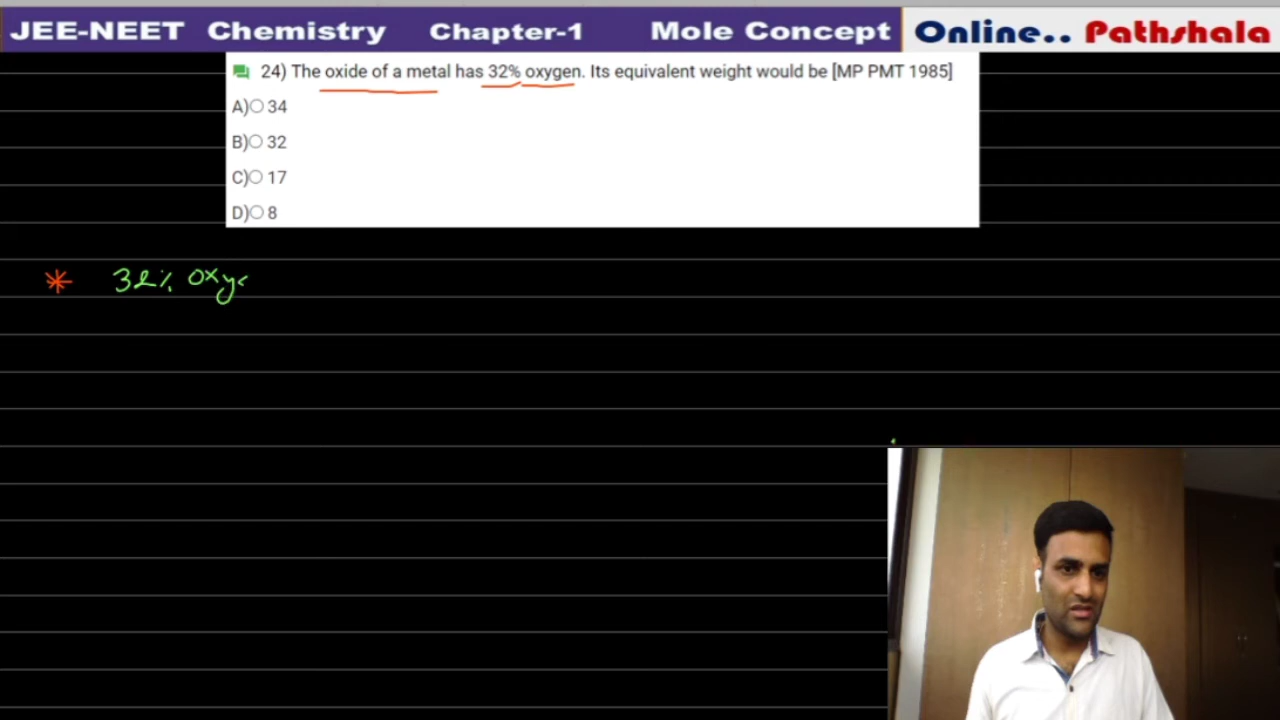 JEE-NEET Chemistry Chapter-1 Mole Concept Online.. Pathshala
24) The oxide of a metal has 32% oxygen. Its equivalent weight would be [MP PMT 1985]
A) 34
B) 32
C) 17
D) 8
* 32% oxyg